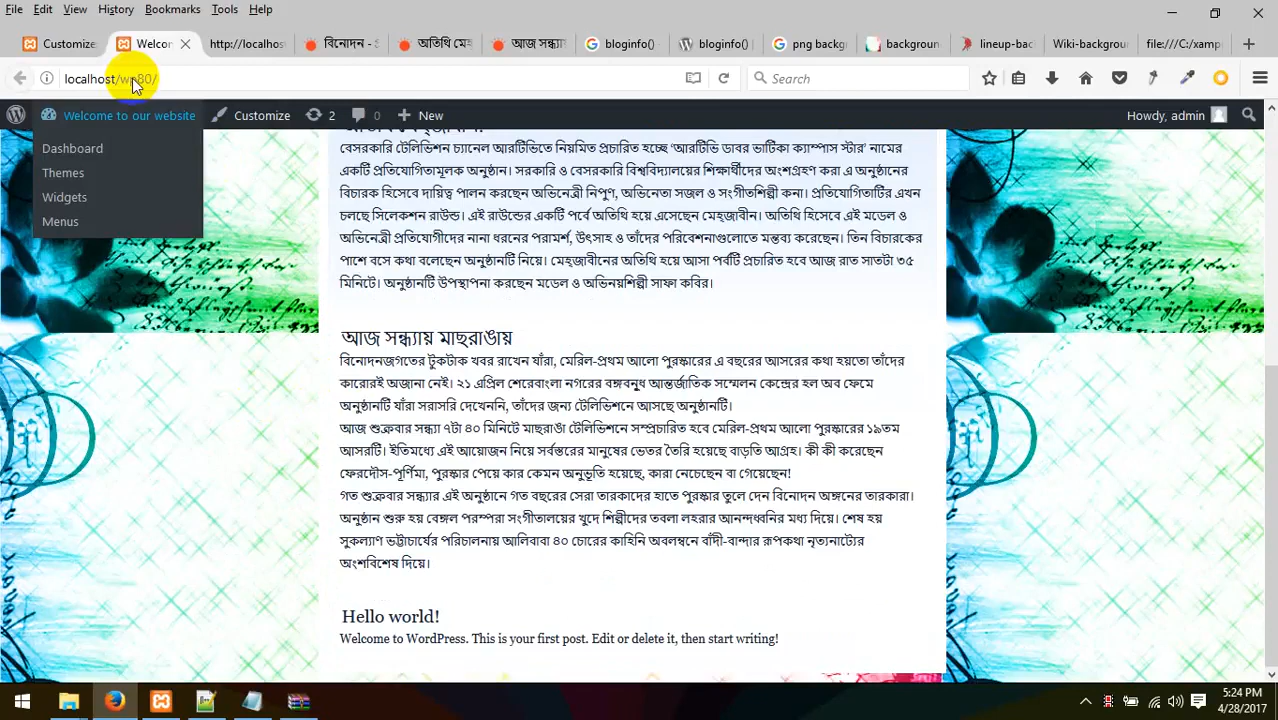 File Edit View History Bookmarks Tools Help
Customize
Welcon
http://localhos
বিনোদন - S
অতিথি মেহ
আজ সন্ধ্যা
bloginfo() -
bloginfo()
png backg
background
lineup-bac
Wiki-backg
file:///C:/xamp
localhost/wp80/
Search
Welcome to our website
Customize
2
0
New
Howdy, admin
Dashboard
Themes
Widgets
Menus
বেসরকারি টেলিভিশন চ্যানেল আরটিভিতে নিয়মিত প্রচারিত হচ্ছে ‘আরটিভি ডাবর ভাটিকা ক্যাম্পাস স্টার’ নামের
একটি প্রতিযোগিতামূলক অনুষ্ঠান। সরকারি ও বেসরকারি বিশ্ববিদ্যালয়ের শিক্ষার্থীদের অংশগ্রহণ করা এ অনুষ্ঠানের
বিচারক হিসেবে দায়িত্ব পালন করছেন অভিনেত্রী নিপুণ, অভিনেতা সজল ও সংগীতশিল্পী কনা। প্রতিযোগিতাটির এখন
চলছে সিলেকশন রাউন্ড। এই রাউন্ডের একটি পর্বে অতিথি হয়ে এসেছেন মেহ্‌জাবীন। অতিথি হিসেবে এই মডেল ও
অভিনেত্রী প্রতিযোগীদের নানা ধরনের পরামর্শ, উৎসাহ ও তাঁদের পরিবেশনাগুলোতে মন্তব্য করেছেন। তিন বিচারকের
পাশে বসে কথা বলেছেন অনুষ্ঠানটি নিয়ে। মেহ্‌জাবীনের অতিথি হয়ে আসা পর্বটি প্রচারিত হবে আজ রাত সাতটা ৩৫
মিনিটে। অনুষ্ঠানটি উপস্থাপনা করছেন মডেল ও অভিনয়শিল্পী সাফা কবির।
আজ সন্ধ্যায় মাছরাঙায়
বিনোদনজগতের টুকটাক খবর রাখেন যাঁরা, মেরিল-প্রথম আলো পুরস্কারের এ বছরের আসরের কথা হয়তো তাঁদের
কারোরই অজানা নেই। ২১ এপ্রিল শেরেবাংলা নগরের বঙ্গবন্ধু আন্তর্জাতিক সম্মেলন কেন্দ্রের হল অব ফেমে
অনুষ্ঠানটি যাঁরা সরাসরি দেখেননি, তাঁদের জন্য টেলিভিশনে আসছে অনুষ্ঠানটি।
আজ শুক্রবার সন্ধ্যা ৭টা ৪০ মিনিটে মাছরাঙা টেলিভিশনে সম্প্রচারিত হবে মেরিল-প্রথম আলো পুরস্কারের ১৯তম
আসরটি। ইতিমধ্যে এই আয়োজন নিয়ে সর্বস্তরের মানুষের ভেতর তৈরি হয়েছে বাড়তি আগ্রহ। কী কী করেছেন
ফেরদৌস-পূর্ণিমা, পুরস্কার পেয়ে কার কেমন অনুভূতি হয়েছে, কারা নেচেছেন বা গেয়েছেন!
গত শুক্রবার সন্ধ্যার এই অনুষ্ঠানে গত বছরের সেরা তারকাদের হাতে পুরস্কার তুলে দেন বিনোদন অঙ্গনের তারকারা।
অনুষ্ঠান শুরু হয় বেঙ্গল পরম্পরা সংগীতালয়ের খুদে শিল্পীদের তবলা লহরার আনন্দধ্বনির মধ্য দিয়ে। শেষ হয়
সুকল্যাণ ভট্টাচার্যের পরিচালনায় আলিবাবা ৪০ চোরের কাহিনি অবলম্বনে বাঁদী-বান্দার রূপকথা নৃত্যনাট্যের
অংশবিশেষ দিয়ে।
Hello world!
Welcome to WordPress. This is your first post. Edit or delete it, then start writing!
5:24 PM
4/28/2017